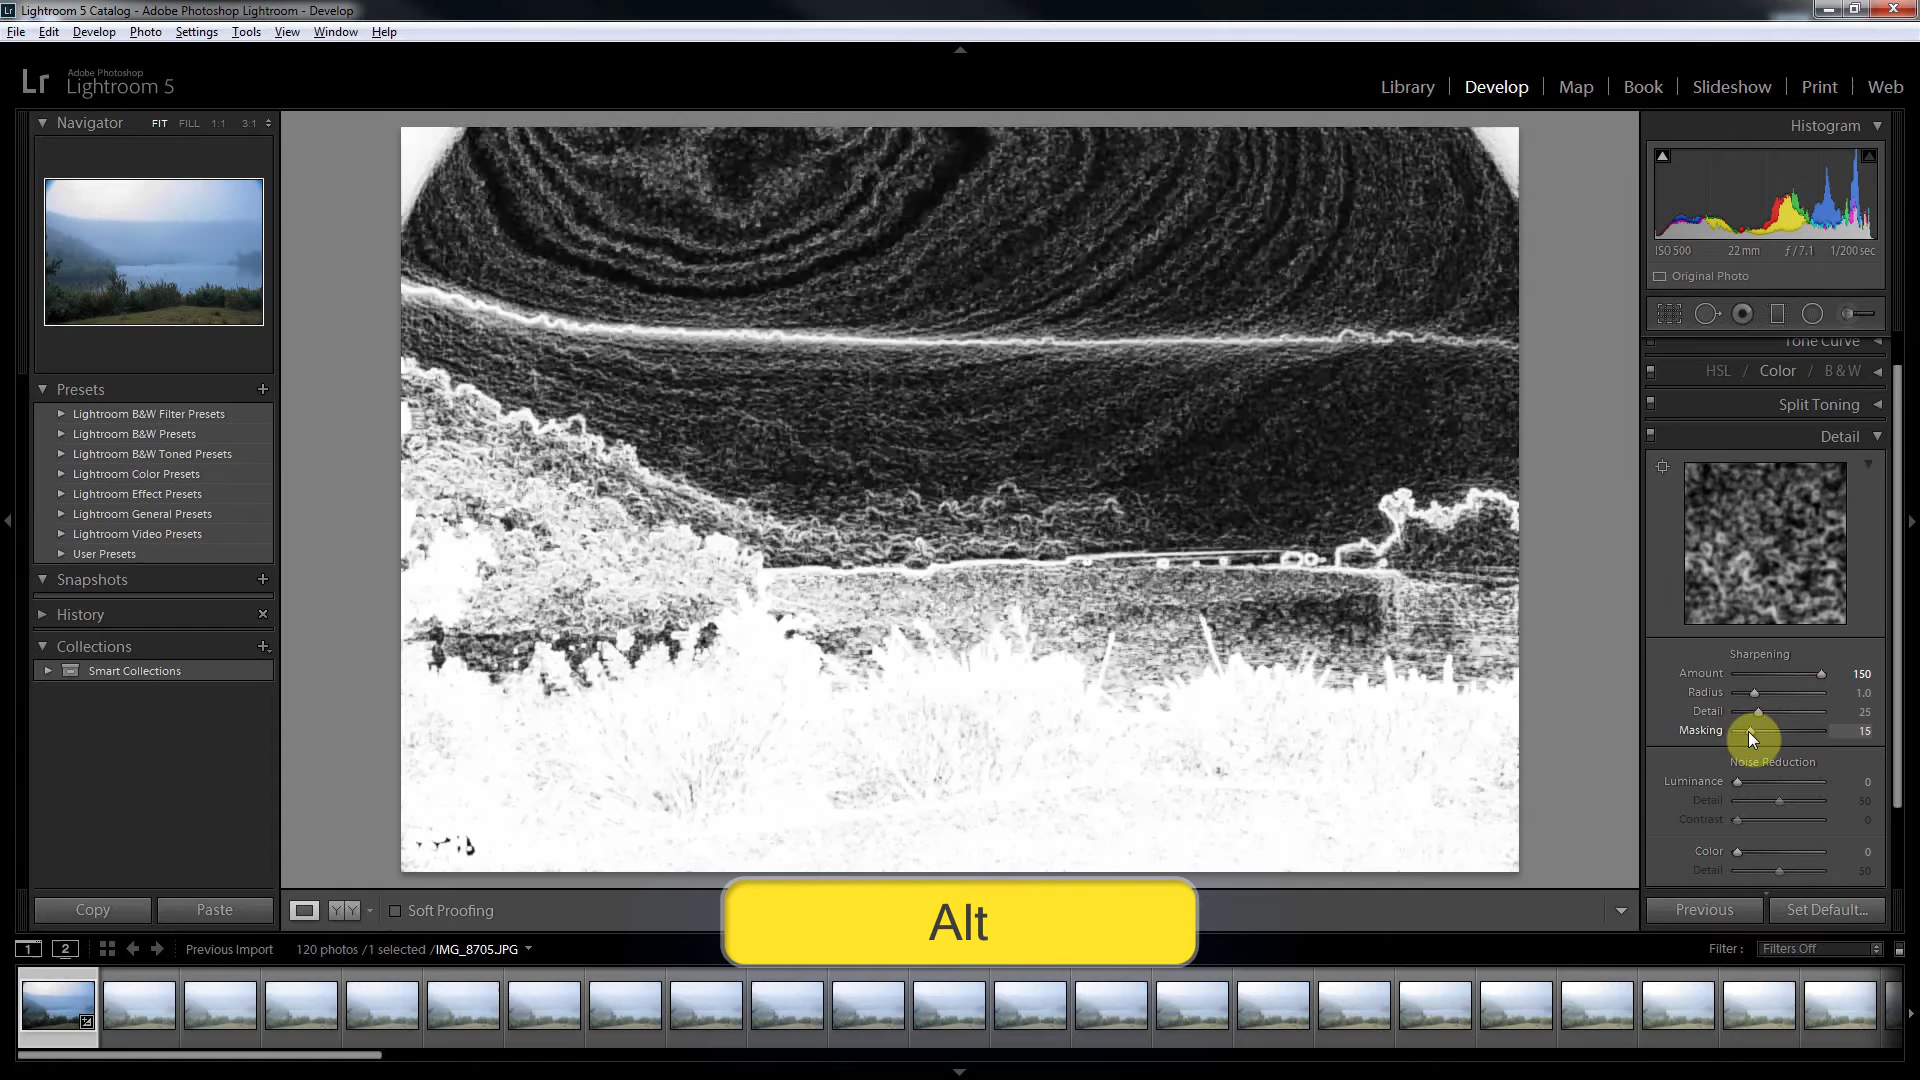 Lightroom 5 Catalog - Adobe Photoshop Lightroom - Develop
File Edit Develop Photo Settings Tools View Window Help
Lr Adobe Photoshop Lightroom 5
Library Develop Map Book Slideshow Print Web
Navigator FIT FILL 1:1 3:1
Histogram
ISO 500 22 mm ƒ / 7.1 1/200 sec
Original Photo
Tone Curve
HSL / Color / B & W
Split Toning
Detail
Presets
Lightroom B&W Filter Presets
Lightroom B&W Presets
Lightroom B&W Toned Presets
Lightroom Color Presets
Lightroom Effect Presets
Lightroom General Presets
Lightroom Video Presets
User Presets
Snapshots
History
Collections
Smart Collections
Sharpening
Amount 150
Radius 1.0
Detail 25
Masking 15
Noise Reduction
Luminance 0
Detail 50
Contrast 0
Color 0
Detail 50
Copy Paste
Y Y Soft Proofing
Alt
Previous Set Default...
1 2 Previous Import 120 photos / 1 selected / IMG_8705.JPG
Filter : Filters Off